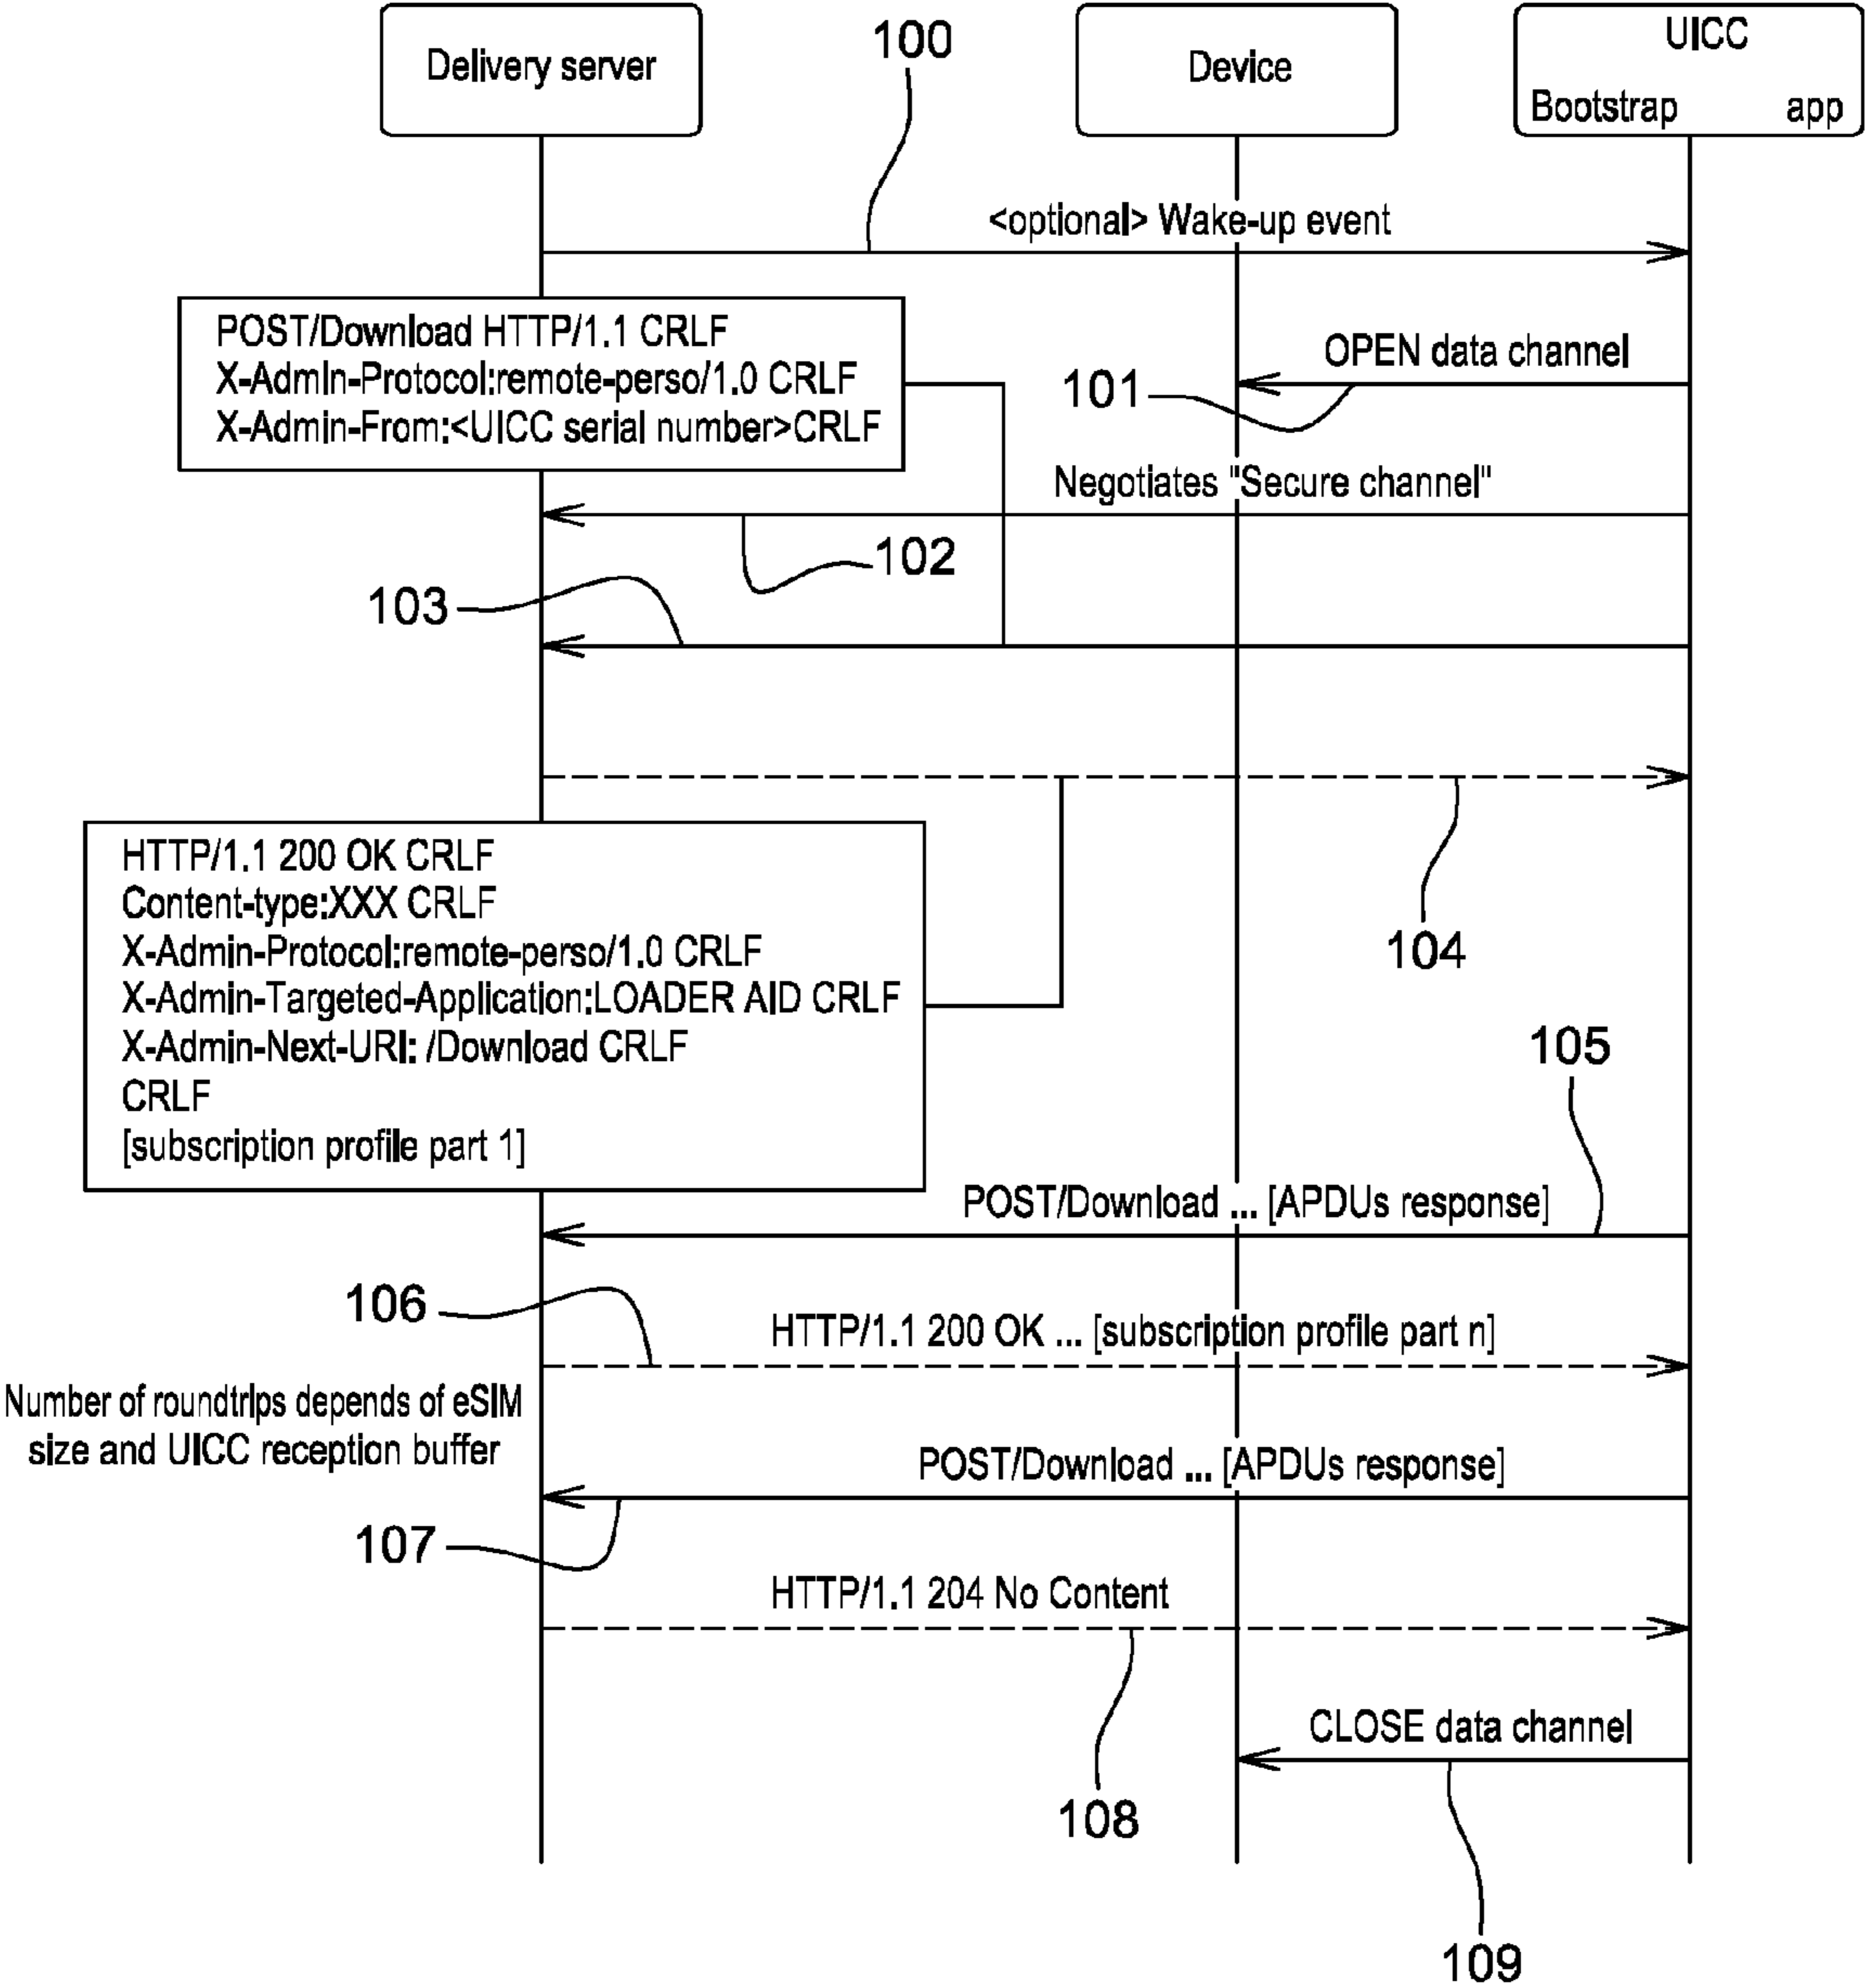 Delivery server
100
Device
UICC
Bootstrap app
<optional> Wake-up event
POST/Download HTTP/1.1 CRLF
X-Admin-Protocol:remote-perso/1.0 CRLF
X-Admin-From:<UICC serial number>CRLF
OPEN data channel
101
Negotiates "Secure channel"
102
103
104
HTTP/1.1 200 OK CRLF
Content-type:XXX CRLF
X-Admin-Protocol:remote-perso/1.0 CRLF
X-Admin-Targeted-Application:LOADER AID CRLF
X-Admin-Next-URI: /Download CRLF
CRLF
[subscription profile part 1]
105
POST/Download ... [APDUs response]
106
HTTP/1.1 200 OK ... [subscription profile part n]
Number of roundtrips depends of eSIM
size and UICC reception buffer
POST/Download ... [APDUs response]
107
HTTP/1.1 204 No Content
108
CLOSE data channel
109